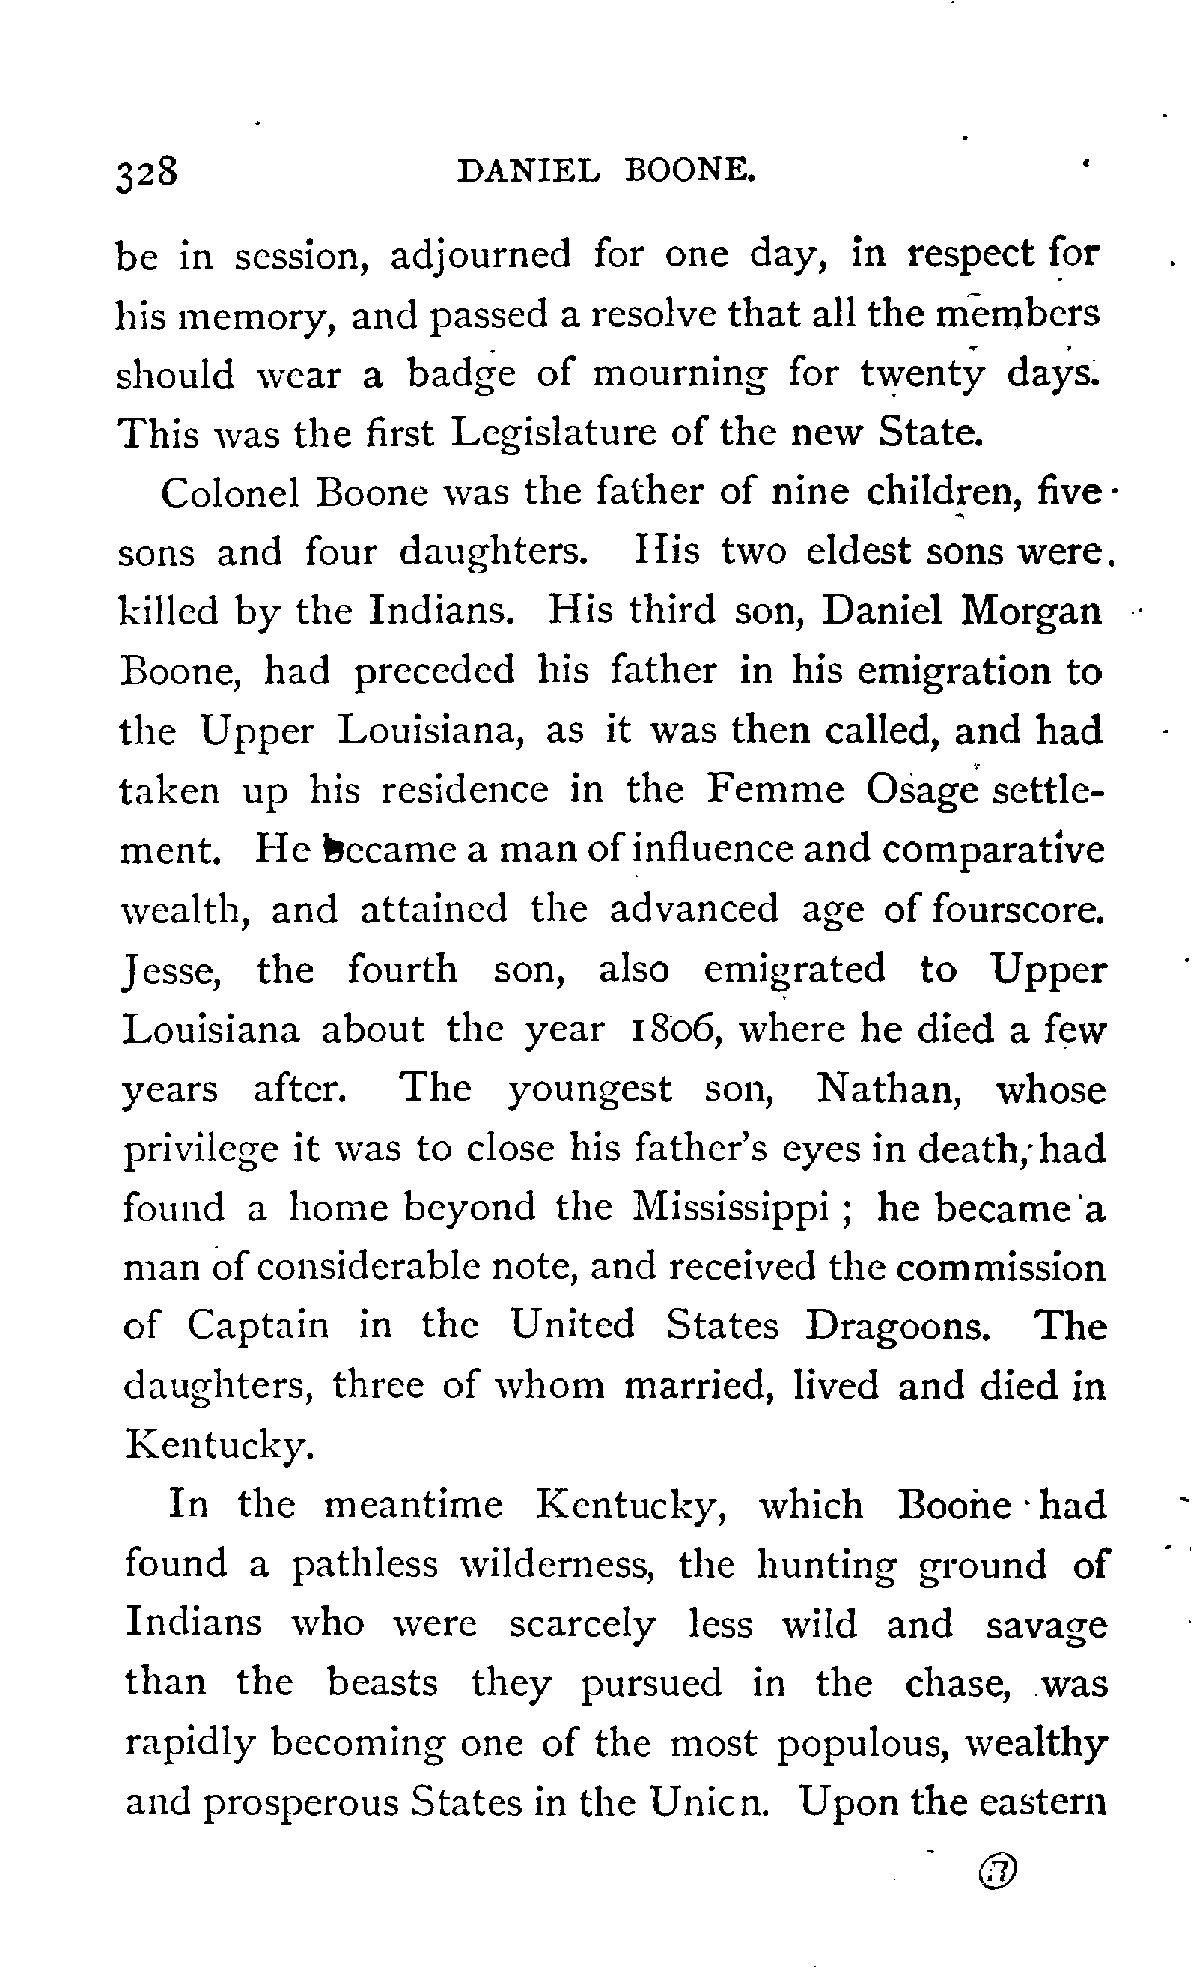 328 DANIEL BOONE.
be in session, adjourned for one day, in respect for
his memory, and passed a resolve that all the members
should wear a badge of mourning for twenty days.
This was the first Legislature of the new State.
Colonel Boone was the father of nine children, five
sons and four daughters. His two eldest sons were
killed by the Indians. His third son, Daniel Morgan
Boone, had preceded his father in his emigration to
the Upper Louisiana, as it was then called, and had
taken up his residence in the Femme Osage settle-
ment. He became a man of influence and comparative
wealth, and attained the advanced age of fourscore.
Jesse, the fourth son, also emigrated to Upper
Louisiana about the year 1806, where he died a few
years after. The youngest son, Nathan, whose
privilege it was to close his father's eyes in death, had
found a home beyond the Mississippi ; he became a
man of considerable note, and received the commission
of Captain in the United States Dragoons. The
daughters, three of whom married, lived and died in
Kentucky.
In the meantime Kentucky, which Boone had
found a pathless wilderness, the hunting ground of
Indians who were scarcely less wild and savage
than the beasts they pursued in the chase, was
rapidly becoming one of the most populous, wealthy
and prosperous States in the Union. Upon the eastern